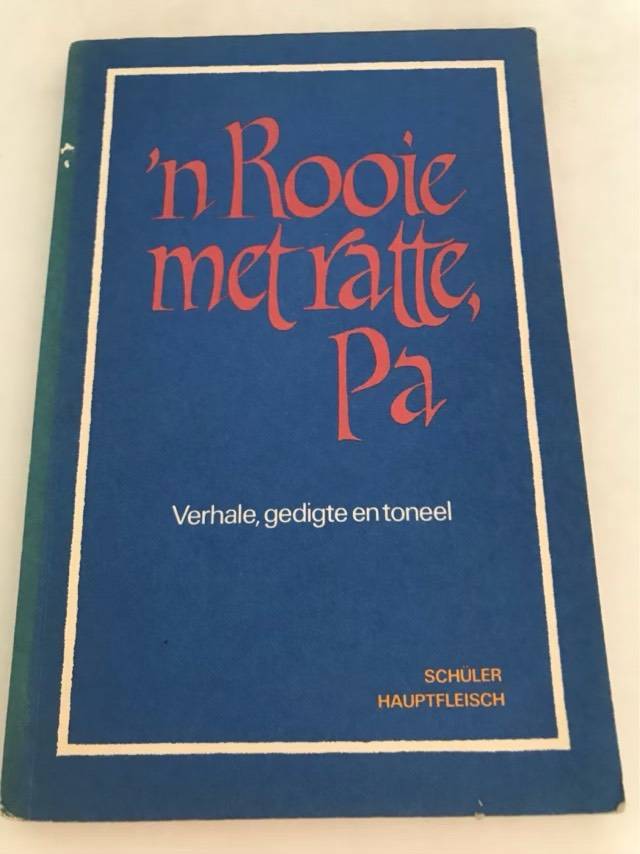 'n Rooie
met ratte,
Pa
Verhale, gedigte en toneel
SCHÜLER
HAUPTFLEISCH